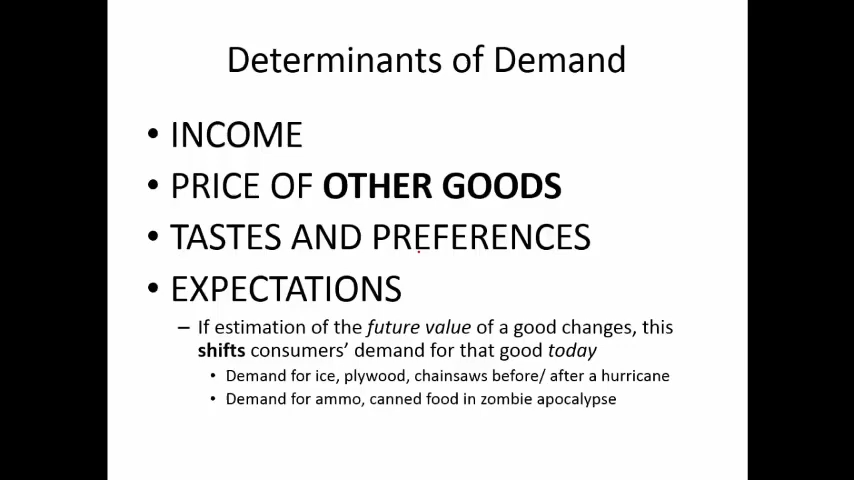 Determinants of Demand
• INCOME
• PRICE OF OTHER GOODS
• TASTES AND PREFERENCES
• EXPECTATIONS
– If estimation of the future value of a good changes, this
shifts consumers’ demand for that good today
• Demand for ice, plywood, chainsaws before/ after a hurricane
• Demand for ammo, canned food in zombie apocalypse